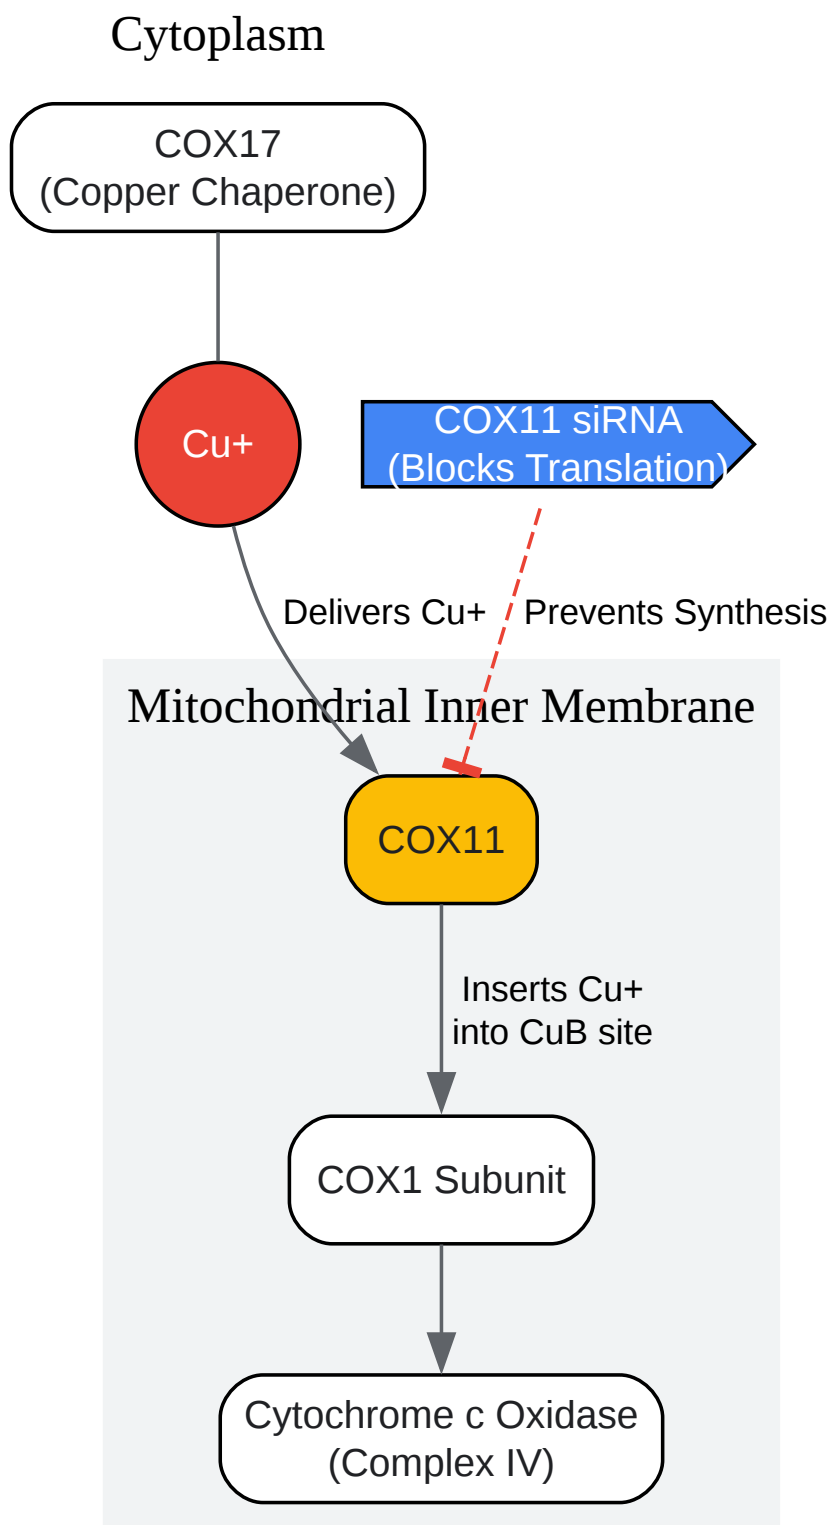 Cytoplasm
COX17
(Copper Chaperone)
Cu+
COX11 siRNA
(Blocks Translation)
Delivers Cu+
Prevents Synthesis
Mitochondrial Inner Membrane
COX11
Inserts Cu+
into CuB site
COX1 Subunit
Cytochrome c Oxidase
(Complex IV)